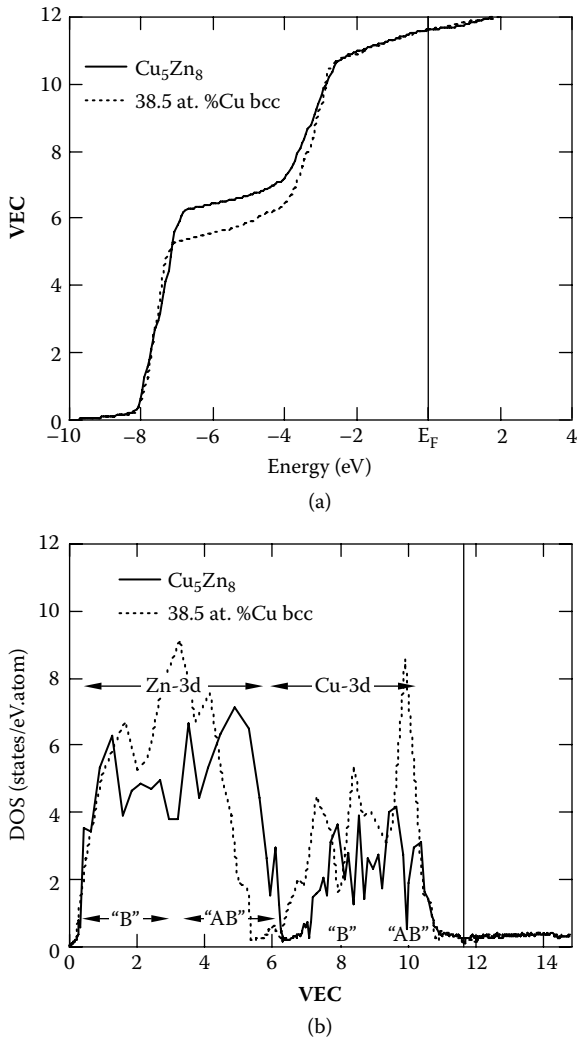 12
10
8
6
4
2
0
VEC
Cu5Zn8
38.5 at. %Cu bcc
−10
−8
−6
−4
−2
EF
2
4
Energy (eV)
(a)
12
10
8
6
4
2
0
DOS (states/eV.atom)
Cu5Zn8
38.5 at. %Cu bcc
Zn-3d
Cu-3d
“B”
“AB”
“B”
“AB”
0
2
4
6
8
10
12
14
VEC
(b)